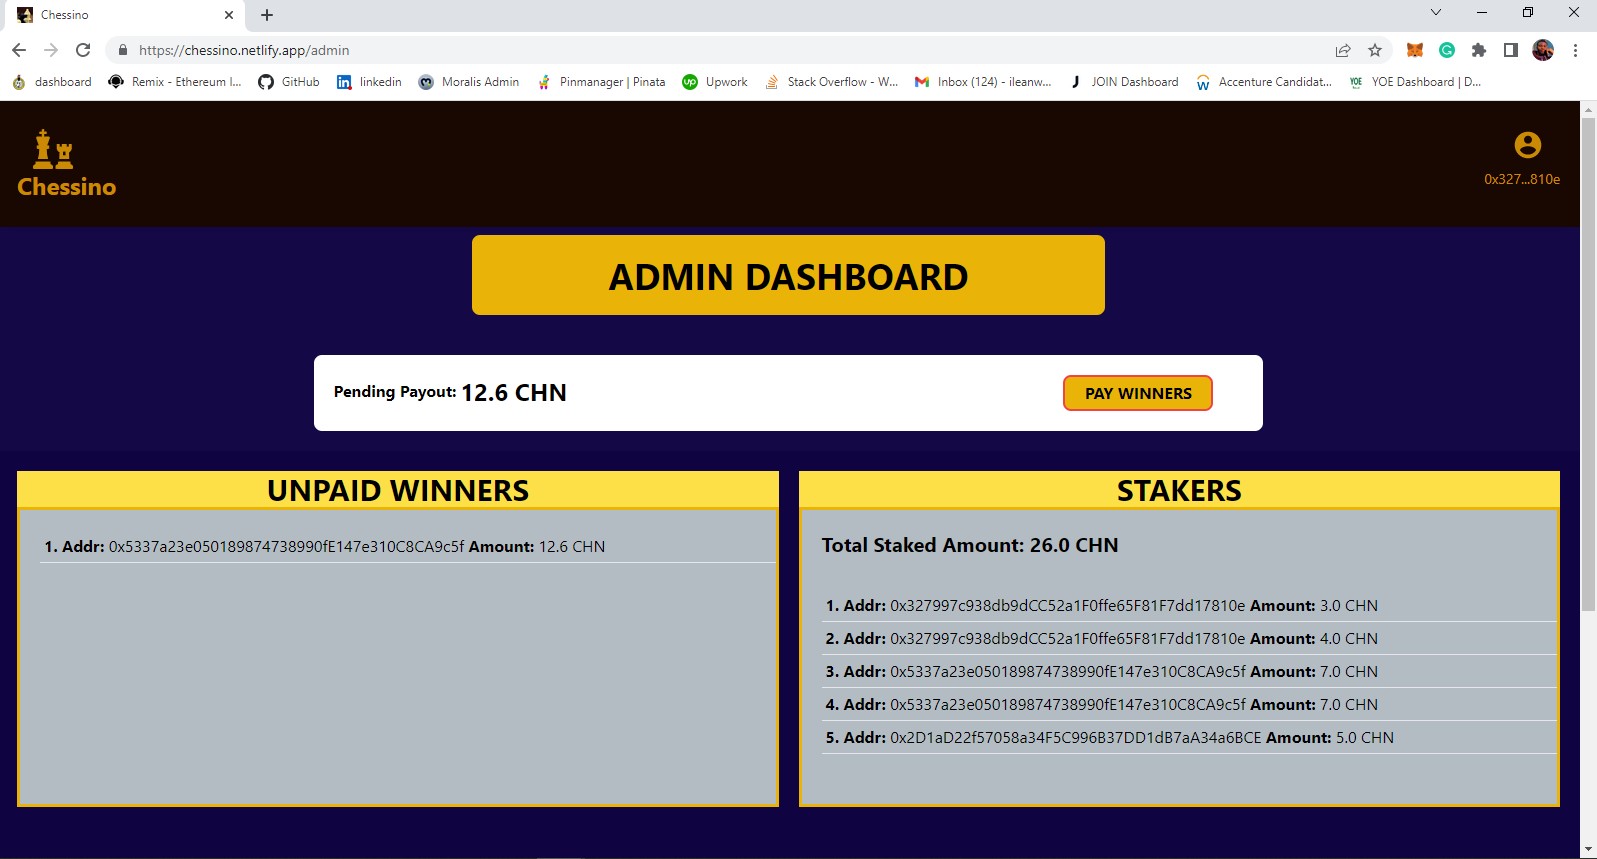 Chessino
https://chessino.netlify.app/admin
dashboard Remix - Ethereum I... GitHub linkedin Moralis Admin Pinmanager | Pinata Upwork Stack Overflow - W... Inbox (124) - ileanw... JOIN Dashboard Accenture Candidat... YOE Dashboard | D...
Chessino
0x327...810e
ADMIN DASHBOARD
Pending Payout: 12.6 CHN
PAY WINNERS
UNPAID WINNERS
1. Addr: 0x5337a23e050189874738990fE147e310C8CA9c5f Amount: 12.6 CHN
STAKERS
Total Staked Amount: 26.0 CHN
1. Addr: 0x327997c938db9dCC52a1F0ffe65F81F7dd17810e Amount: 3.0 CHN
2. Addr: 0x327997c938db9dCC52a1F0ffe65F81F7dd17810e Amount: 4.0 CHN
3. Addr: 0x5337a23e050189874738990fE147e310C8CA9c5f Amount: 7.0 CHN
4. Addr: 0x5337a23e050189874738990fE147e310C8CA9c5f Amount: 7.0 CHN
5. Addr: 0x2D1aD22f57058a34F5C996B37DD1dB7aA34a6BCE Amount: 5.0 CHN